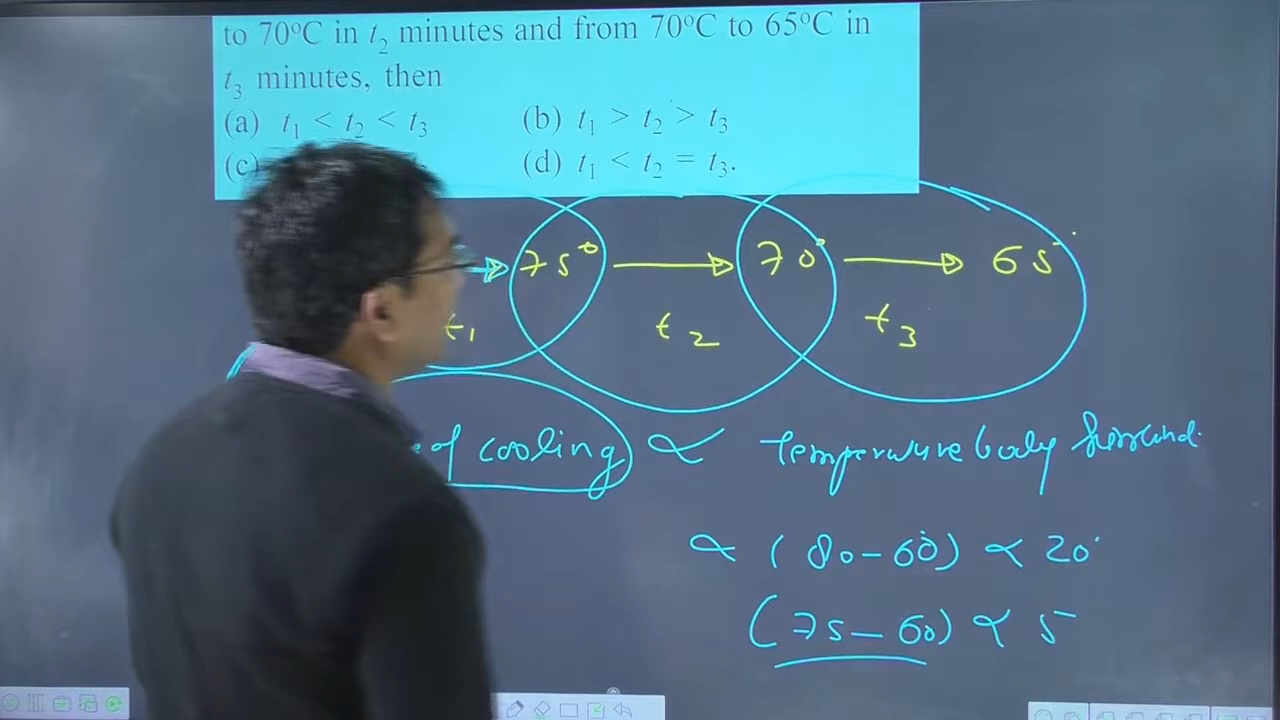 to 70°C in t₂ minutes and from 70°C to 65°C in
t₃ minutes, then
(a) t₁ < t₂ < t₃ (b) t₁ > t₂ > t₃
(c) (d) t₁ < t₂ = t₃.
75° → 70° → 65°
t₁ t₂ t₃
of cooling ∝ Temperature body
∝ (80-60) ∝ 20°
(75-60) ∝ 5